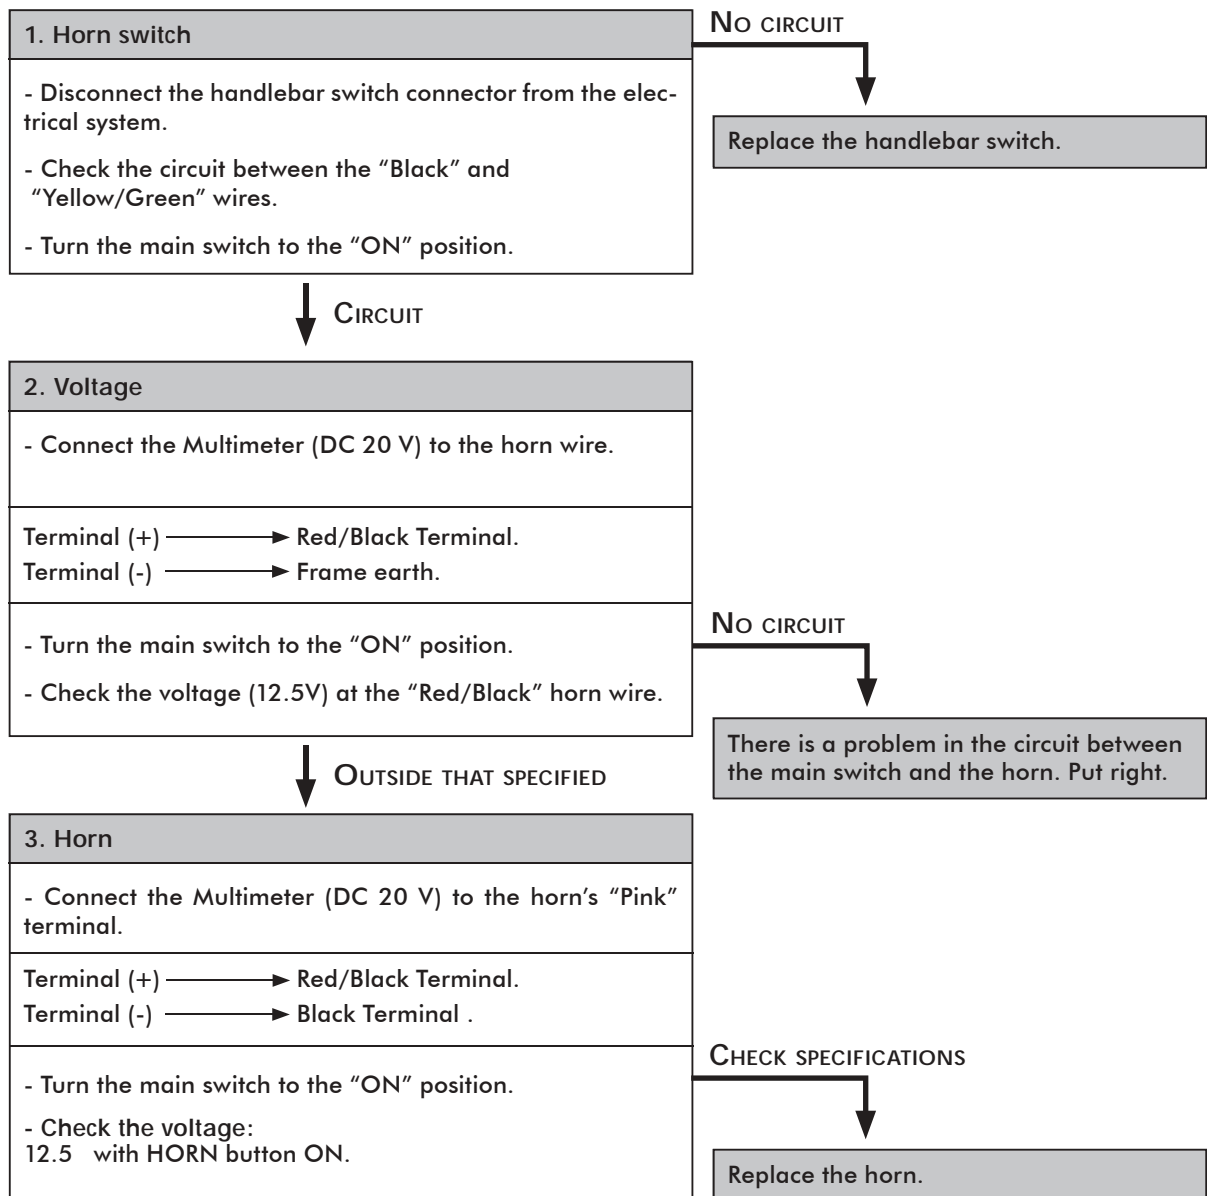 1. Horn switch
NO CIRCUIT
- Disconnect the handlebar switch connector from the elec-
trical system.
- Check the circuit between the “Black” and
“Yellow/Green” wires.
- Turn the main switch to the “ON” position.
Replace the handlebar switch.
CIRCUIT
2. Voltage
- Connect the Multimeter (DC 20 V) to the horn wire.
Terminal (+) Red/Black Terminal.
Terminal (-) Frame earth.
- Turn the main switch to the “ON” position.
- Check the voltage (12.5V) at the “Red/Black” horn wire.
NO CIRCUIT
There is a problem in the circuit between
the main switch and the horn. Put right.
OUTSIDE THAT SPECIFIED
3. Horn
- Connect the Multimeter (DC 20 V) to the horn’s “Pink”
terminal.
Terminal (+) Red/Black Terminal.
Terminal (-) Black Terminal .
- Turn the main switch to the “ON” position.
- Check the voltage:
12.5 with HORN button ON.
CHECK SPECIFICATIONS
Replace the horn.